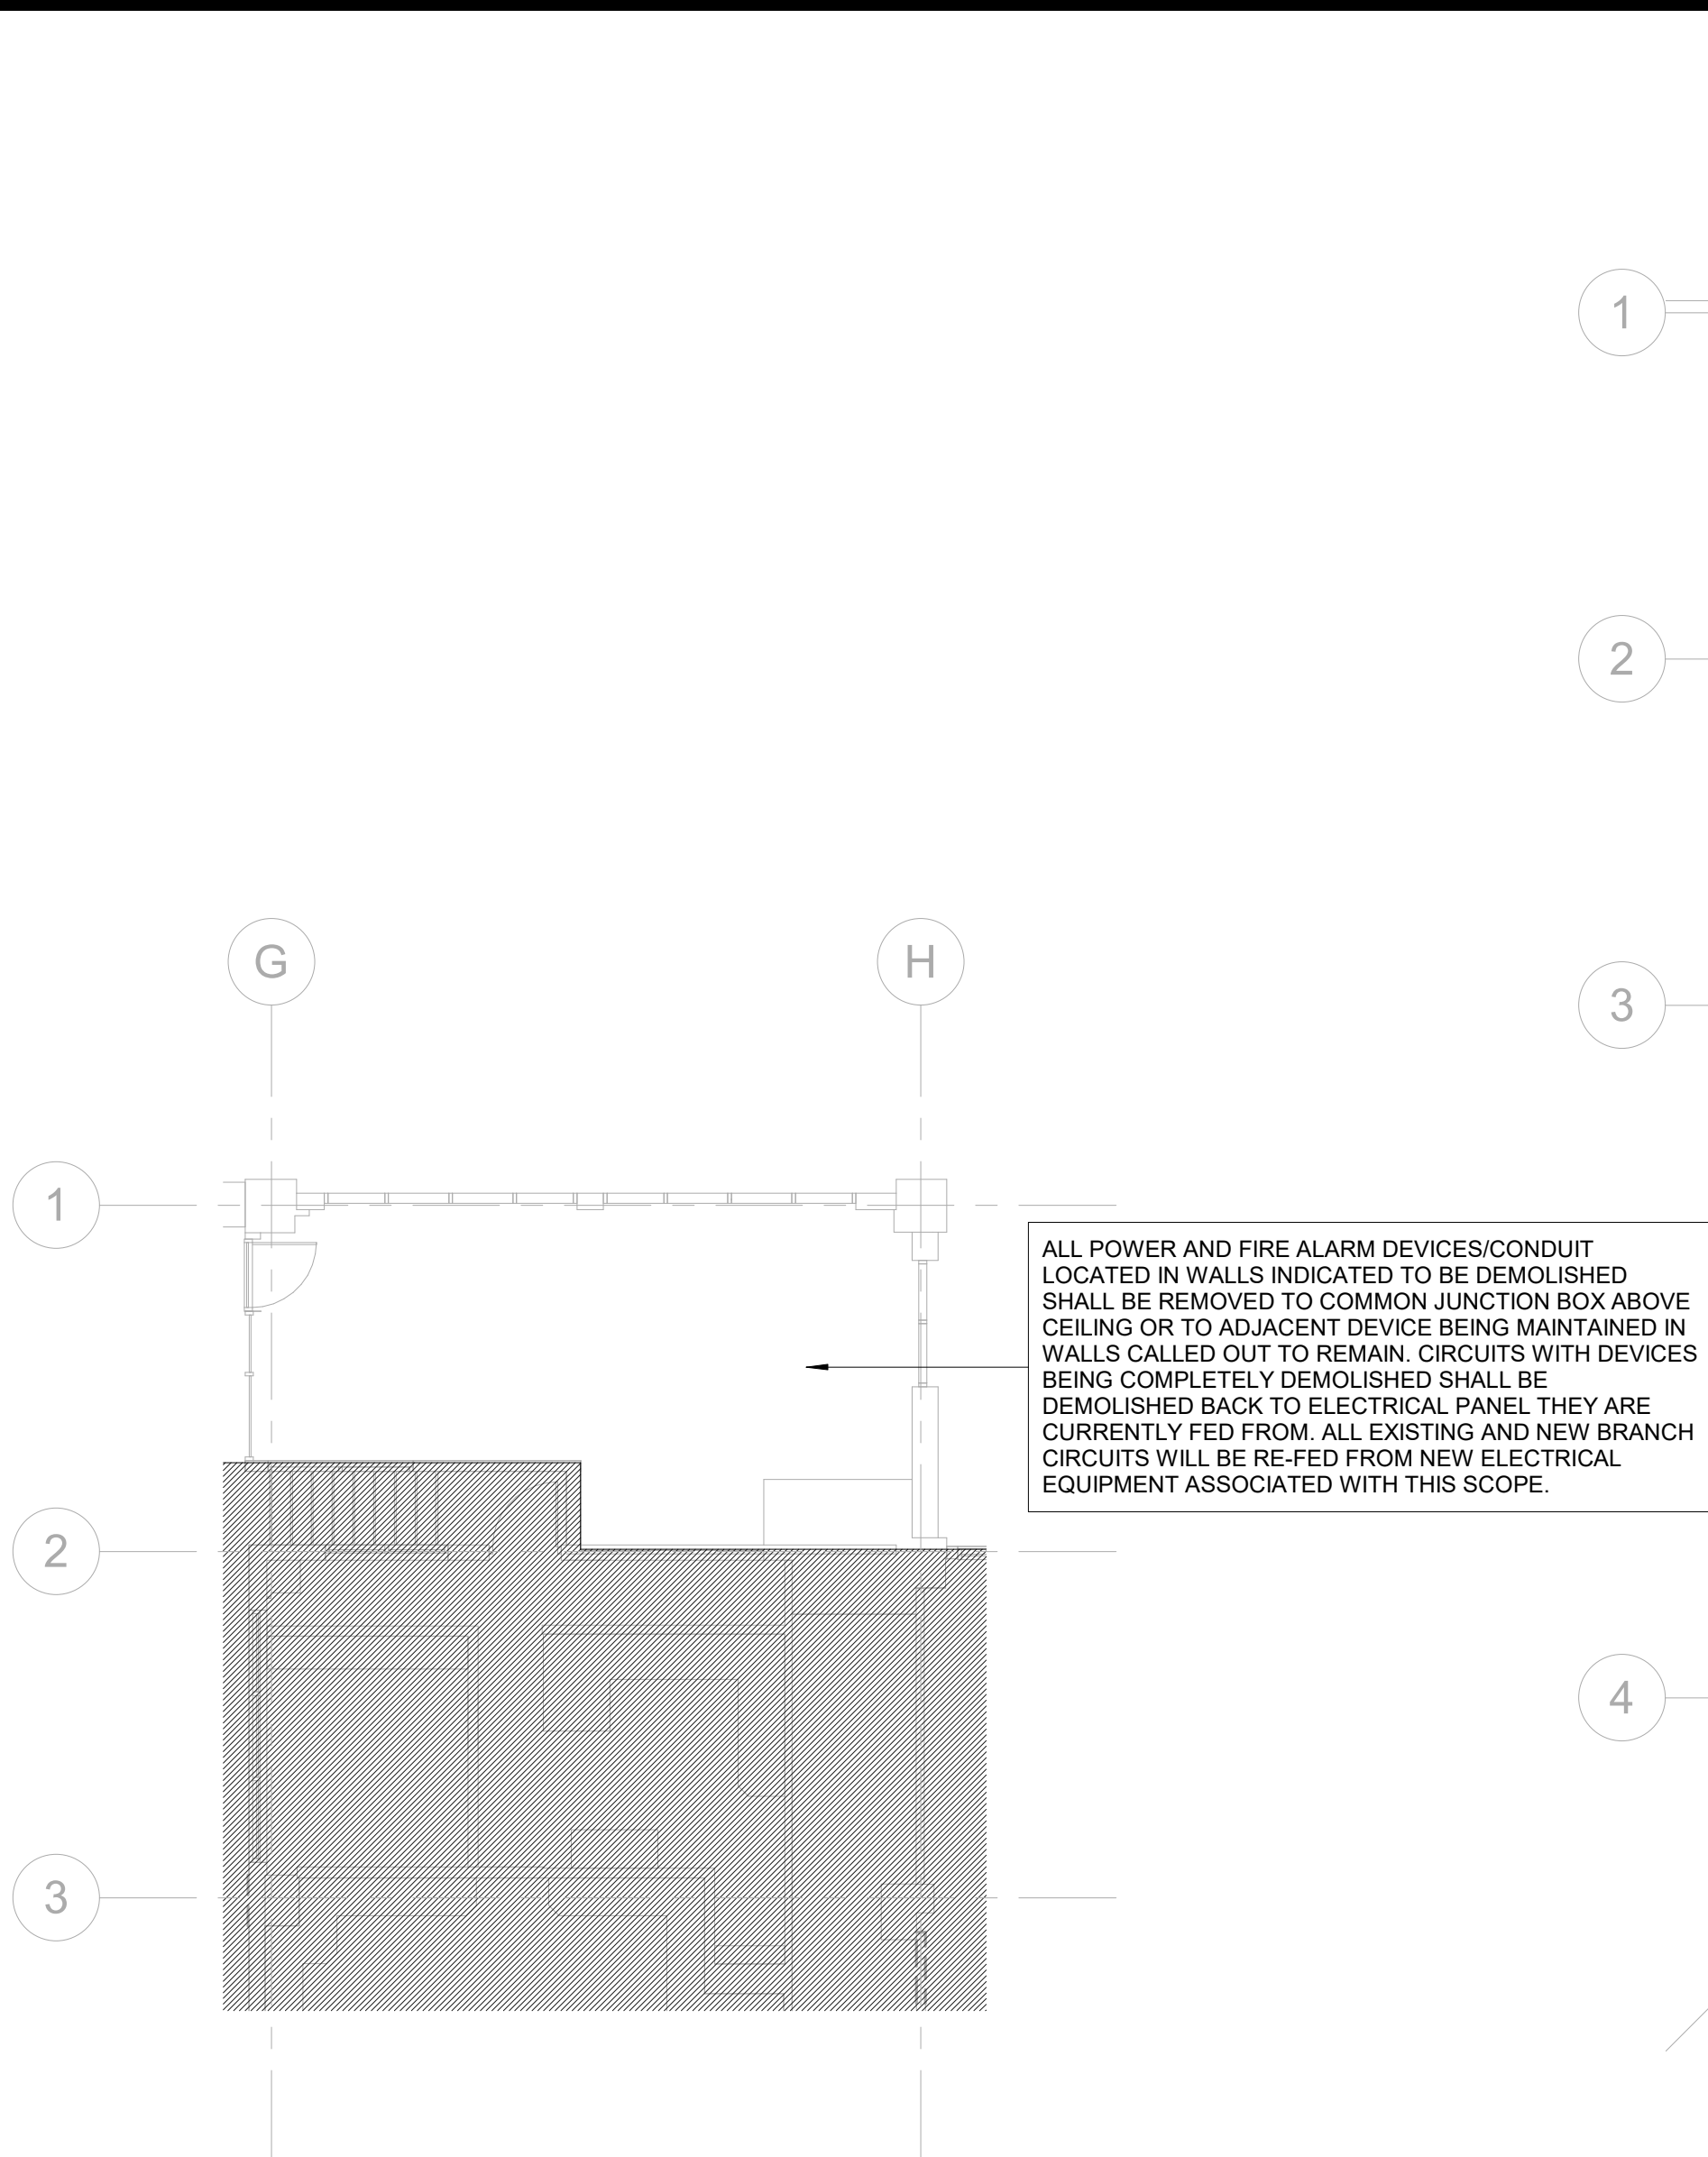 1
2
G
H
3
1
ALL POWER AND FIRE ALARM DEVICES/CONDUIT
LOCATED IN WALLS INDICATED TO BE DEMOLISHED
SHALL BE REMOVED TO COMMON JUNCTION BOX ABOVE
CEILING OR TO ADJACENT DEVICE BEING MAINTAINED IN
WALLS CALLED OUT TO REMAIN. CIRCUITS WITH DEVICES
BEING COMPLETELY DEMOLISHED SHALL BE
DEMOLISHED BACK TO ELECTRICAL PANEL THEY ARE
CURRENTLY FED FROM. ALL EXISTING AND NEW BRANCH
CIRCUITS WILL BE RE-FED FROM NEW ELECTRICAL
EQUIPMENT ASSOCIATED WITH THIS SCOPE.
2
4
3